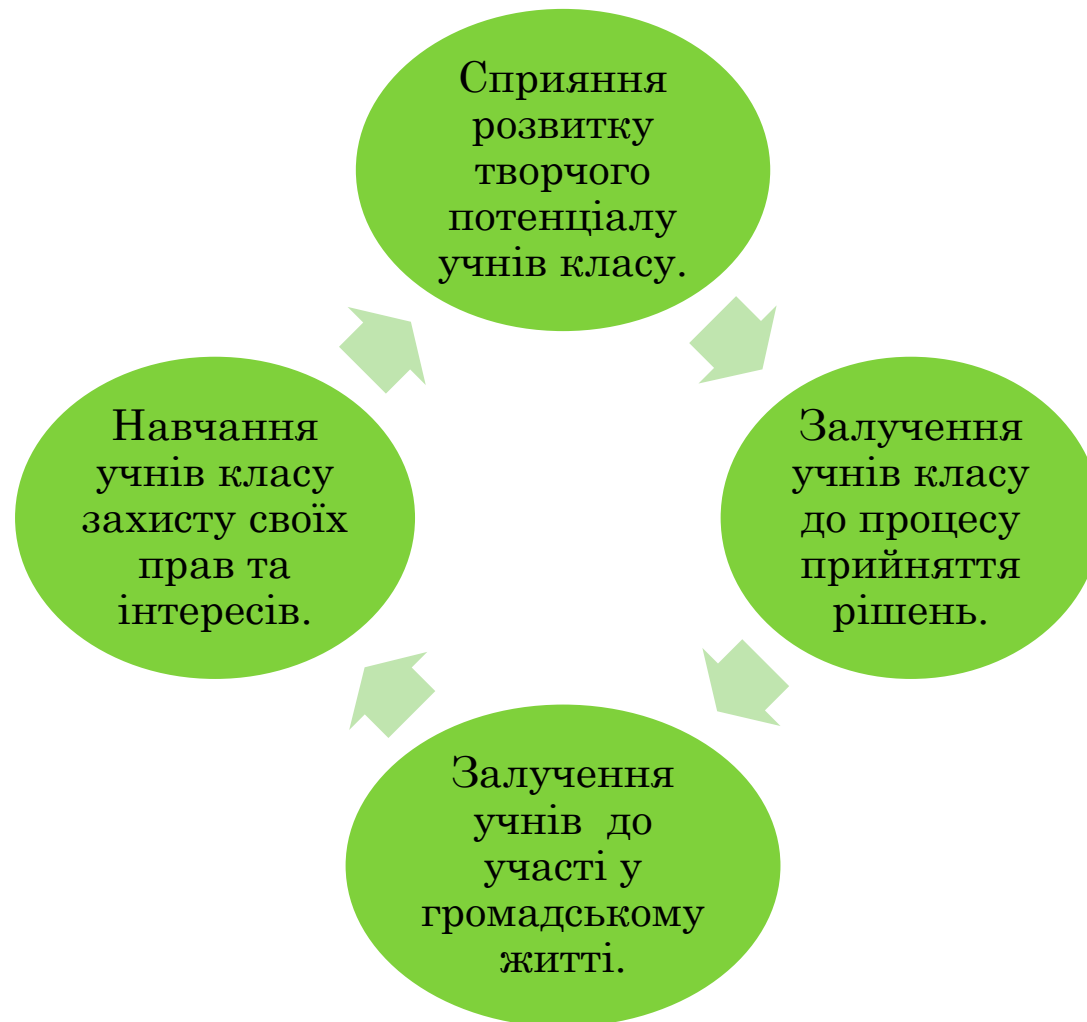 Сприяння
розвитку
творчого
потенціалу
учнів класу.
Залучення
учнів класу
до процесу
прийняття
рішень.
Залучення
учнів  до
участі у
громадському
житті.
Навчання
учнів класу
захисту своїх
прав та
інтересів.